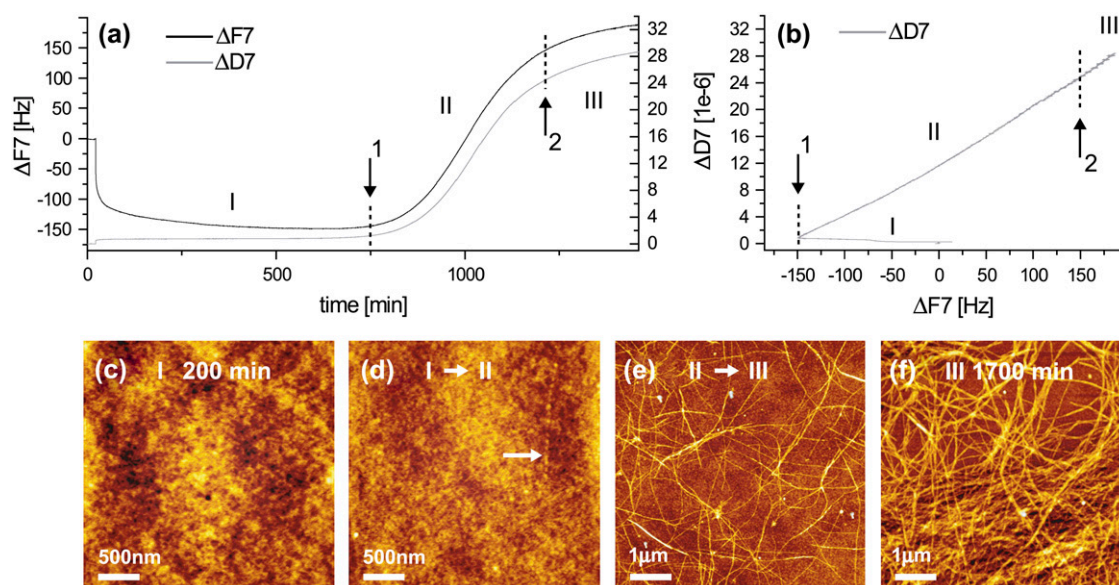 (a)
ΔF7
ΔD7
ΔF7 [Hz]
150
100
50
0
-50
-100
-150
I
II
III
1
2
32
28
24
20
16
12
8
4
0
0
500
1000
time [min]
ΔD7 [1e-6]
(b)
ΔD7
32
28
24
20
16
12
8
4
0
I
II
III
1
2
-150
-100
-50
0
50
100
150
ΔF7 [Hz]
(c) I 200 min
500nm
(d) I → II
500nm
(e) II → III
1μm
(f) III 1700 min
1μm